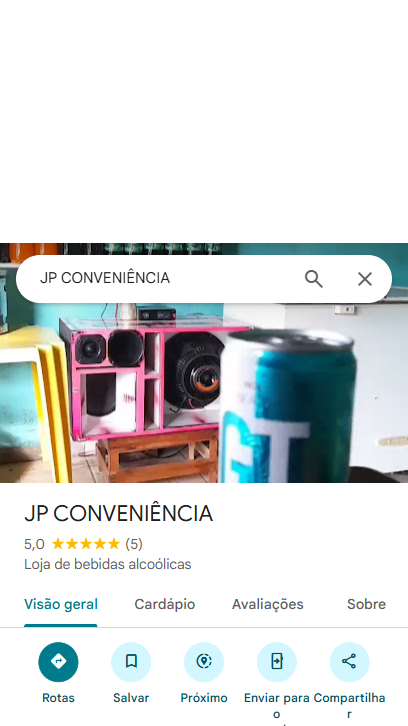 JP CONVENIÊNCIA
GT
JP CONVENIÊNCIA
5,0 (5)
Loja de bebidas alcoólicas
Visão geral Cardápio Avaliações Sobre
Rotas Salvar Próximo Enviar para o Compartilhar